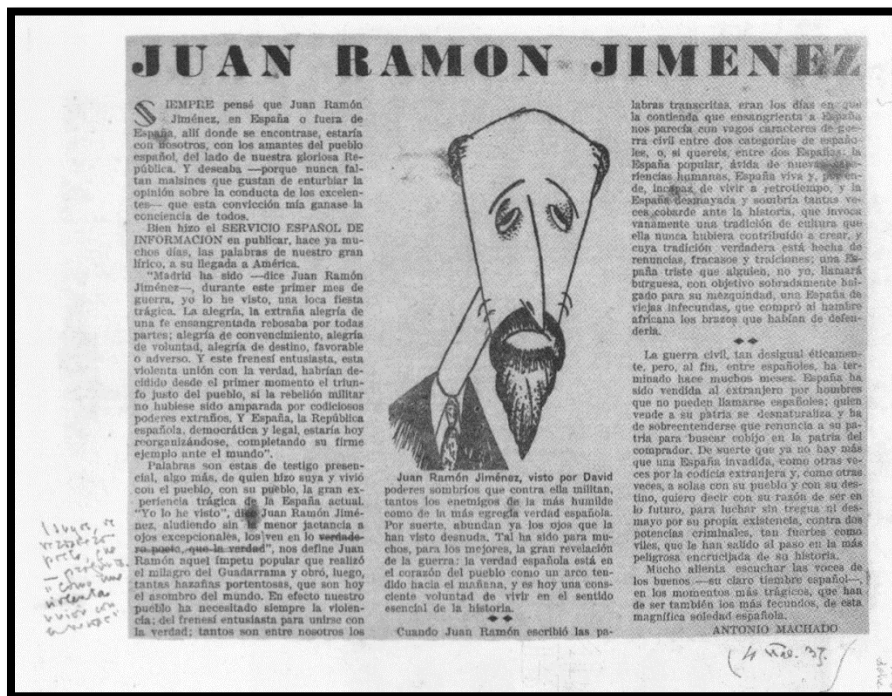 JUAN RAMON JIMENEZ
SIEMPRE pensé que Juan Ramón
Jiménez, en España o fuera de
España, allí donde se encontrase, estaría
con nosotros, con los amantes del pueblo
español, del lado de nuestra gloriosa Re-
pública. Y deseaba —porque nunca fal-
tan malsines que gustan de enturbiar la
opinión sobre la conducta de los excelen-
tes— que esta convicción mía ganase la
conciencia de todos.
Bien hizo el SERVICIO ESPAÑOL DE
INFORMACION en publicar, hace ya mu-
chos días, las palabras de nuestro gran
lírico, a su llegada a América.
"Madrid ha sido —dice Juan Ramón
Jiménez—, durante este primer mes de
guerra, yo lo he visto, una loca fiesta
trágica. La alegría, la extraña alegría de
una fe ensangrentada rebosaba por todas
partes; alegría de convencimiento, alegría
de voluntad, alegría de destino, favorable
o adverso. Y este frenesí entusiasta, esta
violenta unión con la verdad, habrían de-
cidido desde el primer momento el triun-
fo justo del pueblo, si la rebelión militar
no hubiese sido amparada por codiciosos
poderes extraños. Y España, la República
española, democrática y legal, estaría hoy
reorganizándose, completando su firme
ejemplo ante el mundo".
Palabras son estas de testigo presen-
cial, algo más, de quien hizo suya y vivió
con el pueblo, con su pueblo, la gran ex-
periencia trágica de la España actual.
"Yo lo he visto", dice Juan Ramón Jimé-
nez, aludiendo sin menor jactancia a
ojos excepcionales, los ven en lo verdade-
ra poeta, que la verdad", nos define Juan
Ramón aquel ímpetu popular que realizó
el milagro del Guadarrama y obró, luego,
tantas hazañas portentosas, que son hoy
el asombro del mundo. En efecto nuestro
pueblo ha necesitado siempre la violen-
cia; del frenesí entusiasta para unirse con
la verdad; tantos son entre nosotros los
Juan Ramón Jiménez, visto por David
poderes sombríos que contra ella militan,
tantos los enemigos de la más humilde
como de la más egregia verdad española.
Por suerte, abundan ya los ojos que la
han visto desnuda. Tal ha sido para mu-
chos, para los mejores, la gran revelación
de la guerra: la verdad española está en
el corazón del pueblo como un arco ten-
dido hacia el mañana, y es hoy una cons-
ciente voluntad de vivir en el sentido
esencial de la historia.
Cuando Juan Ramón escribió las pa-
labras transcritas, eran los días en que
la contienda que ensangrienta a España
nos parecía con vagos caracteres de gue-
rra civil entre dos categorías de españo-
les, o, si queréis, entre dos Españas: la
España popular, ávida de nuevas expe-
riencias humanas, España viva y, por en-
de, incapaz de vivir a retrotiempo, y la
España desmayada y sombría tantas ve-
ces cobarde ante la historia, que invoca
vanamente una tradición de cultura que
ella nunca hubiera contribuido a crear, y
cuya tradición verdadera está hecha de
renuncias, fracasos y traiciones; una Es-
paña triste que alguien, no yo, llamará
burguesa, con objetivo sobradamente hol-
gado para su mezquindad, una España de
viejas infecundas, que compró al hambre
africana los brazos que habían de defen-
derla.
La guerra civil, tan desigual éticamen-
te, pero, al fin, entre españoles, ha ter-
minado hace muchos meses. España ha
sido vendida al extranjero por hombres
que no pueden llamarse españoles; quien
vende a su patria se desnaturaliza y ha
de sobreentenderse que renuncia a su pa-
tria para buscar cobijo en la patria del
comprador. De suerte que ya no hay más
que una España invadida, como otras ve-
ces por la codicia extranjera y, como otras
veces, a solas con su pueblo y con su des-
tino, quiero decir con su razón de ser en
lo futuro, para luchar sin tregua ni des-
mayo por su propia existencia, contra dos
potencias criminales, tan fuertes como
viles, que le han salido al paso en la más
peligrosa encrucijada de su historia.
Mucho alienta escuchar las voces de
los buenos —su claro timbre español—,
en los momentos más trágicos, que han
de ser también los más fecundos, de esta
magnífica soledad española.
ANTONIO MACHADO